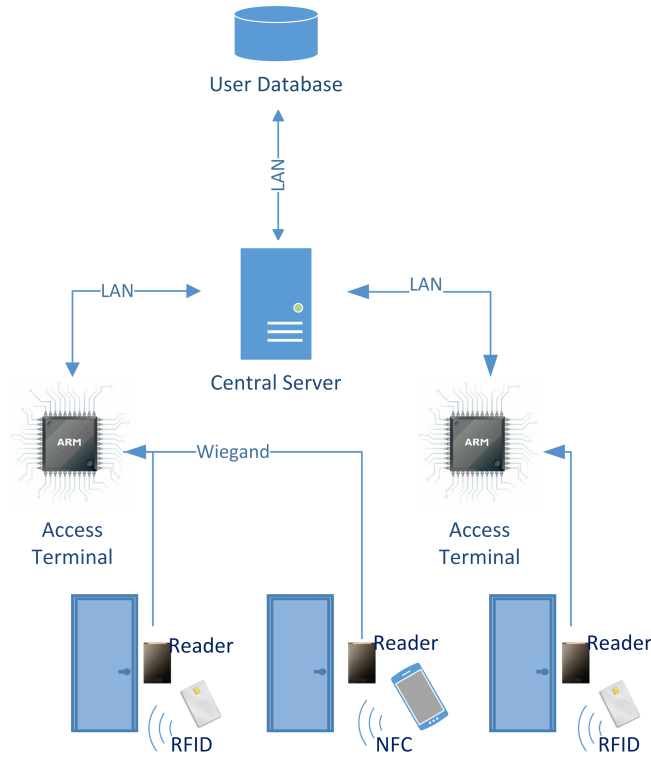 User Database
LAN
LAN
LAN
Central Server
ARM
ARM
Wiegand
Access
Terminal
Access
Terminal
Reader
Reader
Reader
RFID
NFC
RFID